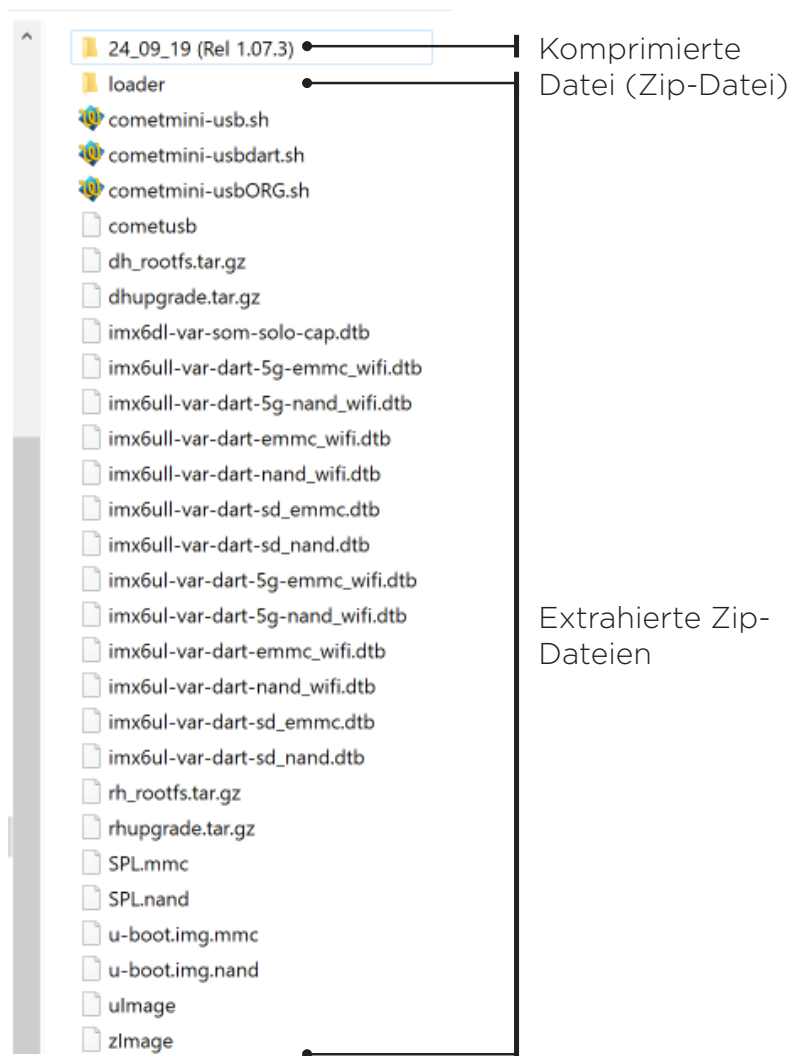 24_09_19 (Rel 1.07.3)
Komprimierte
Datei (Zip-Datei)
loader
cometmini-usb.sh
cometmini-usbdart.sh
cometmini-usbORG.sh
cometusb
dh_rootfs.tar.gz
dhupgrade.tar.gz
imx6dl-var-som-solo-cap.dtb
imx6ull-var-dart-5g-emmc_wifi.dtb
imx6ull-var-dart-5g-nand_wifi.dtb
imx6ull-var-dart-emmc_wifi.dtb
imx6ull-var-dart-nand_wifi.dtb
imx6ull-var-dart-sd_emmc.dtb
imx6ull-var-dart-sd_nand.dtb
imx6ul-var-dart-5g-emmc_wifi.dtb
imx6ul-var-dart-5g-nand_wifi.dtb
imx6ul-var-dart-emmc_wifi.dtb
imx6ul-var-dart-nand_wifi.dtb
imx6ul-var-dart-sd_emmc.dtb
imx6ul-var-dart-sd_nand.dtb
Extrahierte Zip-
Dateien
rh_rootfs.tar.gz
rhupgrade.tar.gz
SPL.mmc
SPL.nand
u-boot.img.mmc
u-boot.img.nand
uImage
zImage